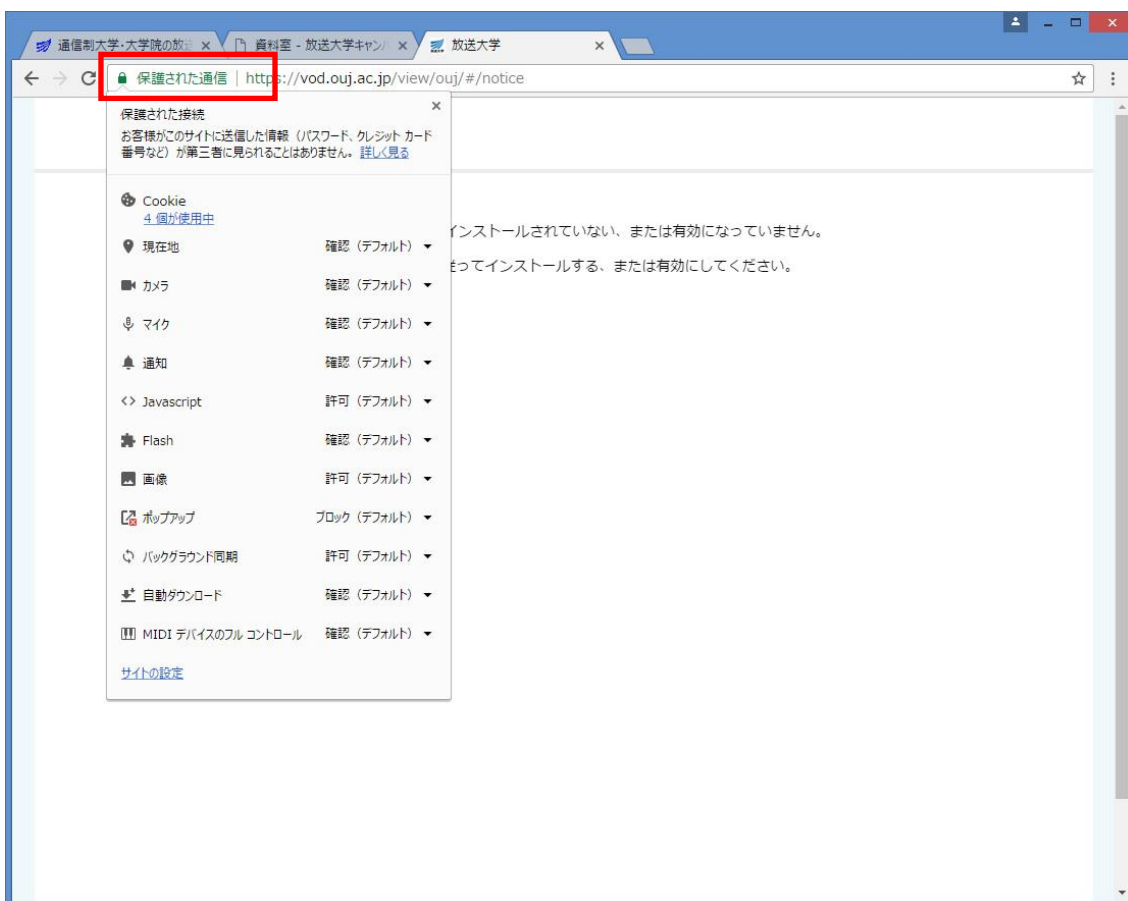 通信制大学・大学院の放送
資料室 - 放送大学キャンパ
放送大学
保護された通信 | https://vod.ouj.ac.jp/view/ouj/#/notice
保護された接続
お客様がこのサイトに送信した情報（パスワード、クレジット カード
番号など）が第三者に見られることはありません。 詳しく見る
Cookie
4 個が使用中
インストールされていない、または有効になっていません。
現在地 確認（デフォルト）
従ってインストールする、または有効にしてください。
カメラ 確認（デフォルト）
マイク 確認（デフォルト）
通知 確認（デフォルト）
Javascript 許可（デフォルト）
Flash 確認（デフォルト）
画像 許可（デフォルト）
ポップアップ ブロック（デフォルト）
バックグラウンド同期 許可（デフォルト）
自動ダウンロード 確認（デフォルト）
MIDI デバイスのフル コントロール 確認（デフォルト）
サイトの設定